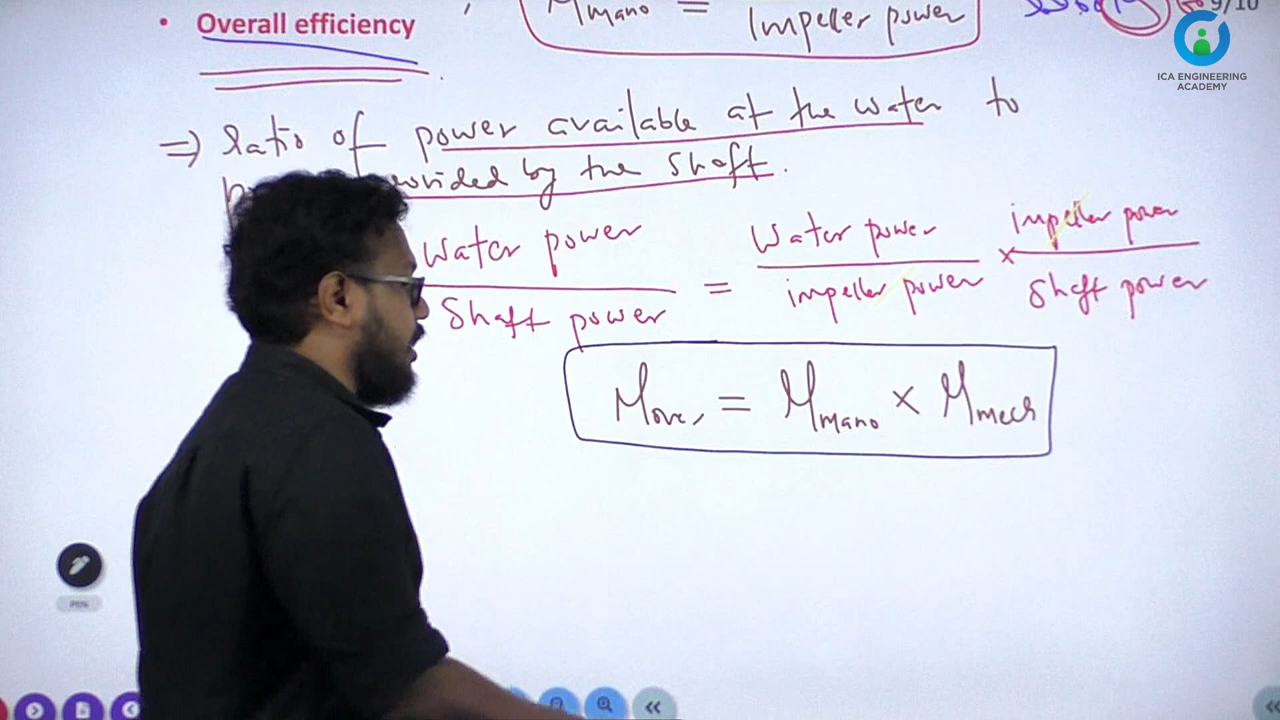 • Overall efficiency
ηmano = Impeller power
9/10
ICA ENGINEERING
ACADEMY
=) Ratio of power available at the water to
provided by the shaft.
Water power / Shaft power = Water power / impeller power × impeller power / Shaft power
ηover = ηmano × ηmech
PEN